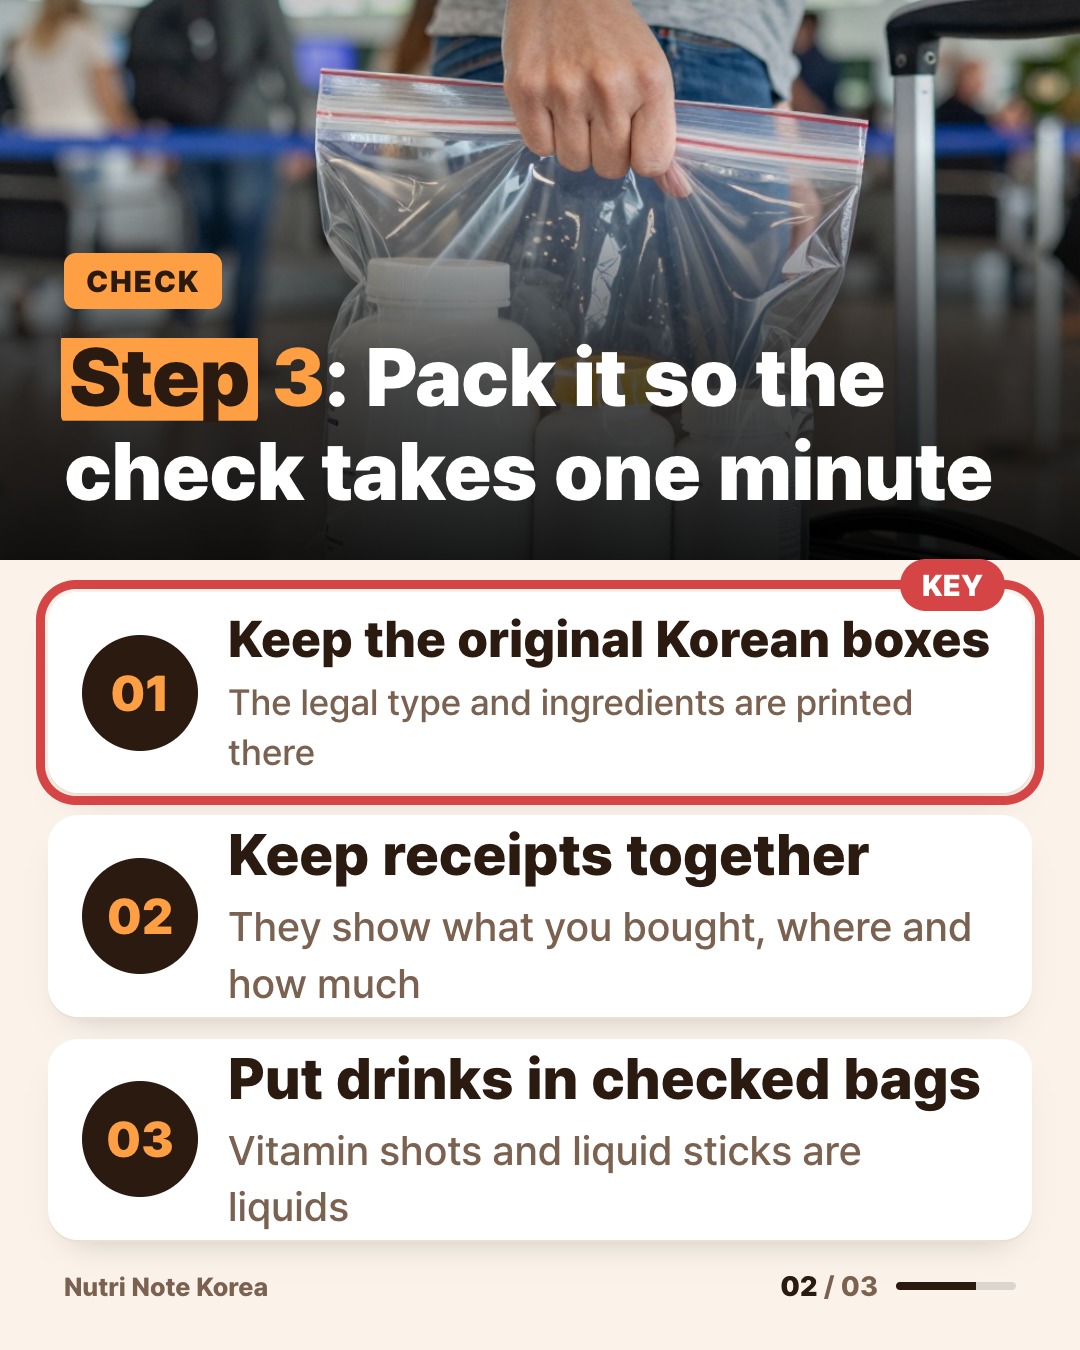 CHECK
Step 3: Pack it so the
check takes one minute
KEY
01
Keep the original Korean boxes
The legal type and ingredients are printed
there
02
Keep receipts together
They show what you bought, where and
how much
03
Put drinks in checked bags
Vitamin shots and liquid sticks are
liquids
Nutri Note Korea
02 / 03